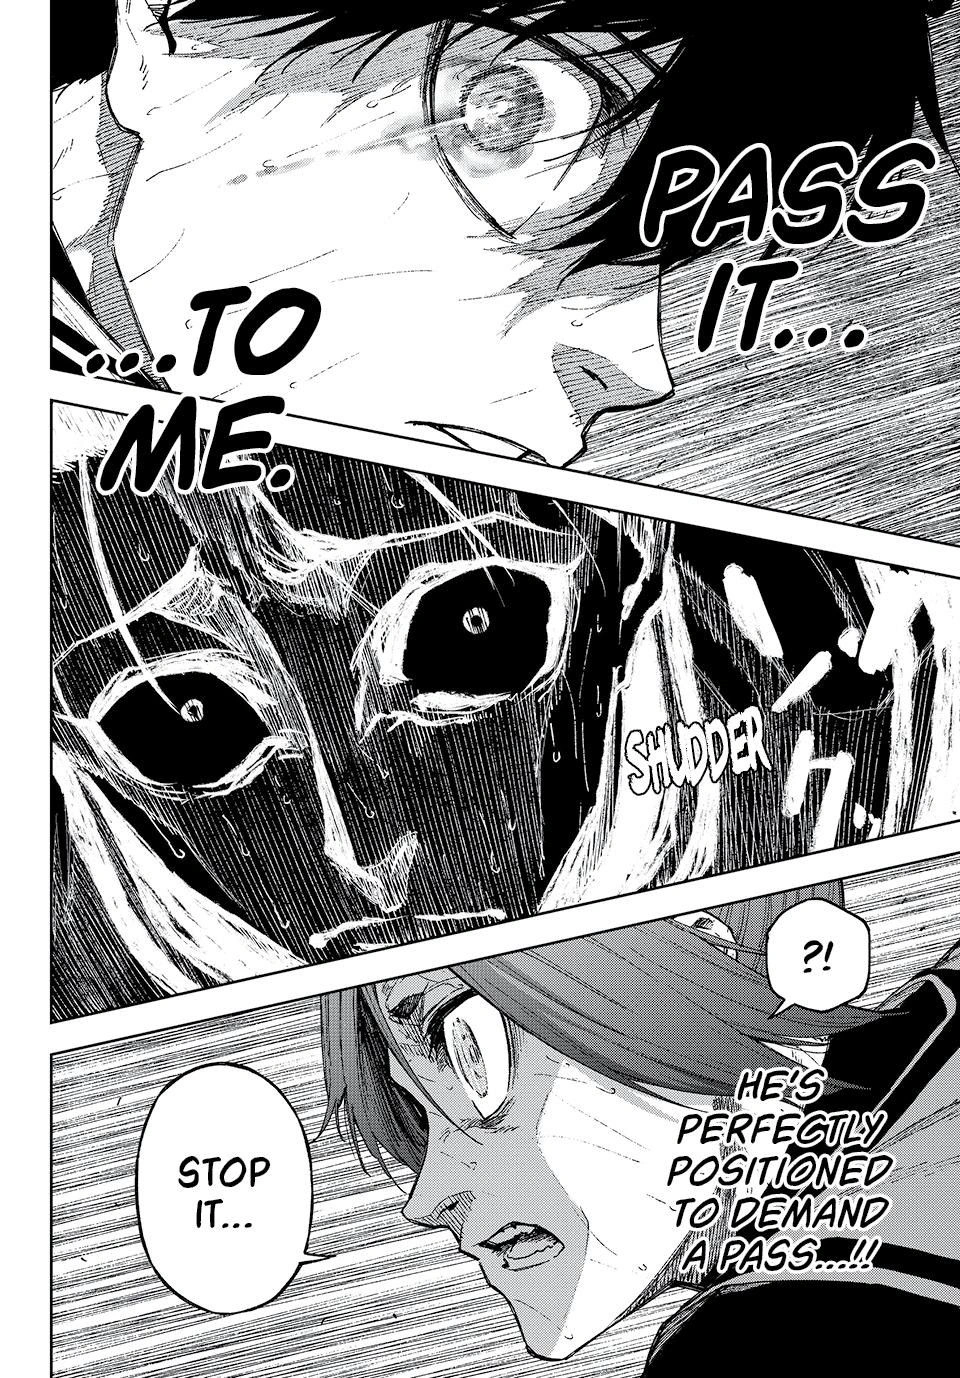 PASS
IT...
...TO
ME.
SHUDDER
?!
HE'S
PERFECTLY
POSITIONED
TO DEMAND
A PASS...!!
STOP
IT...